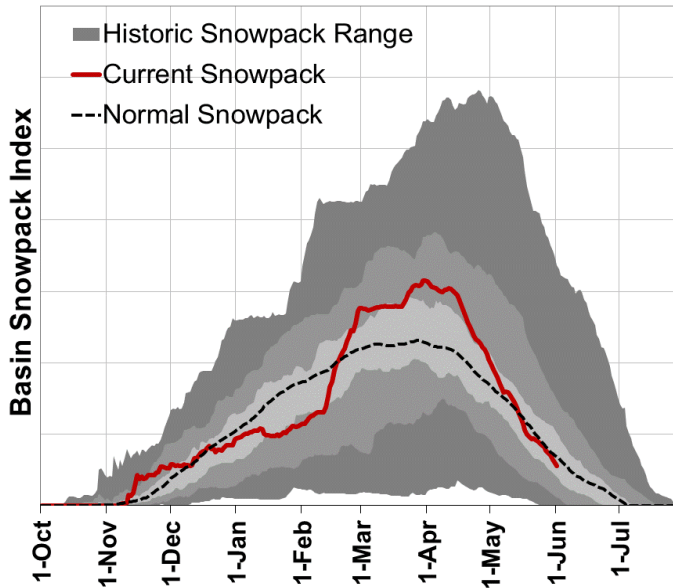 Historic Snowpack Range
Current Snowpack
Normal Snowpack
Basin Snowpack Index
1-Oct
1-Nov
1-Dec
1-Jan
1-Feb
1-Mar
1-Apr
1-May
1-Jun
1-Jul